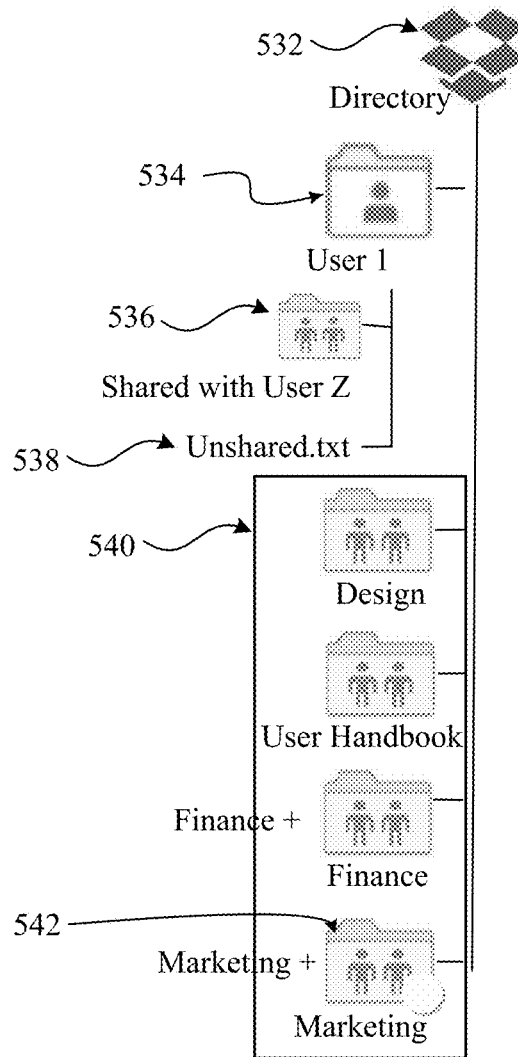 532
Directory
534
User 1
536
Shared with User Z
538
Unshared.txt
540
Design
User Handbook
Finance +
Finance
542
Marketing +
Marketing